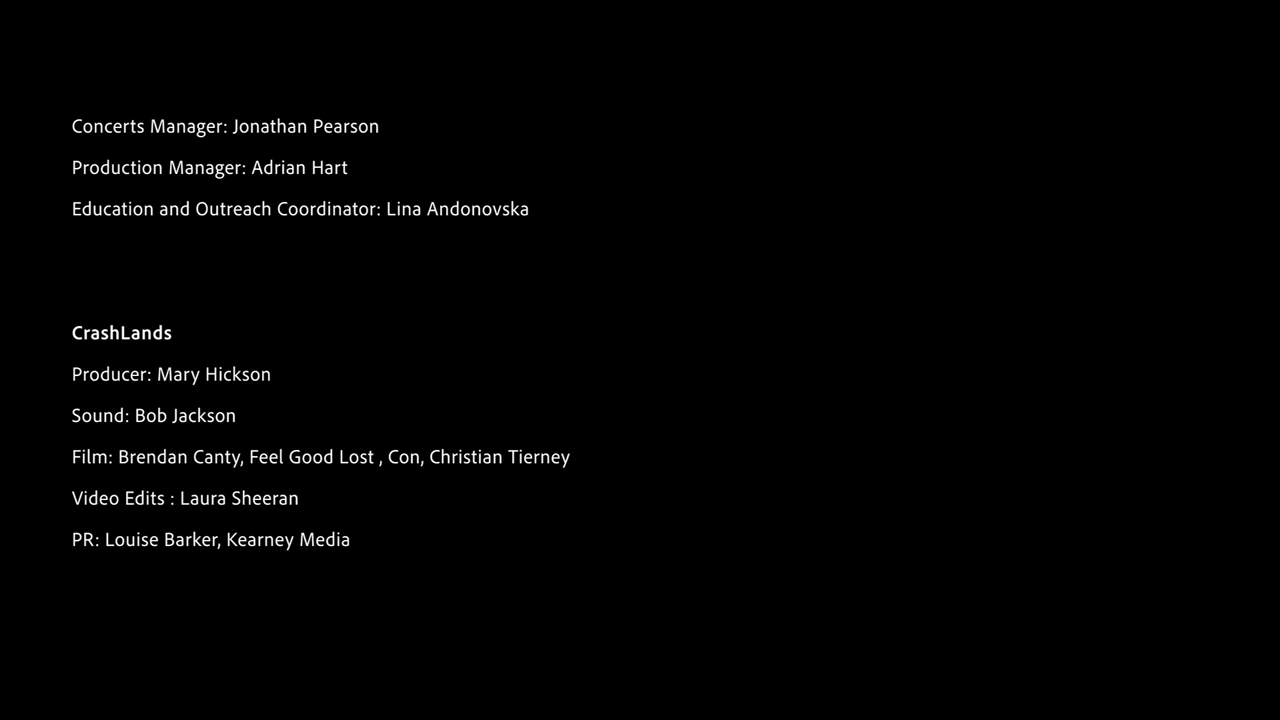 Concerts Manager: Jonathan Pearson
Production Manager: Adrian Hart
Education and Outreach Coordinator: Lina Andonovska
CrashLands
Producer: Mary Hickson
Sound: Bob Jackson
Film: Brendan Canty, Feel Good Lost , Con, Christian Tierney
Video Edits : Laura Sheeran
PR: Louise Barker, Kearney Media